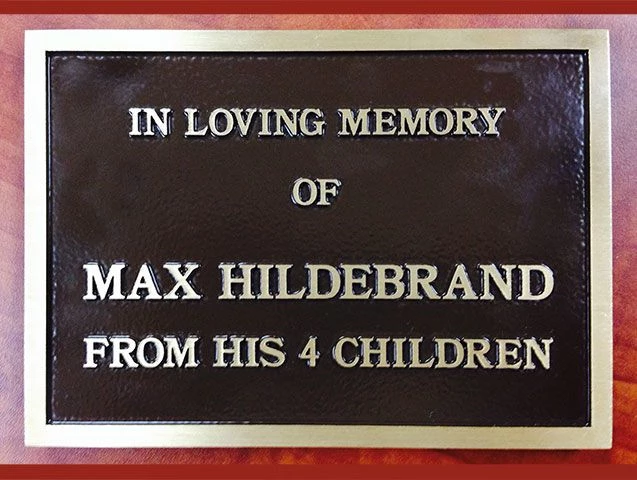 IN LOVING MEMORY
OF
MAX HILDEBRAND
FROM HIS 4 CHILDREN